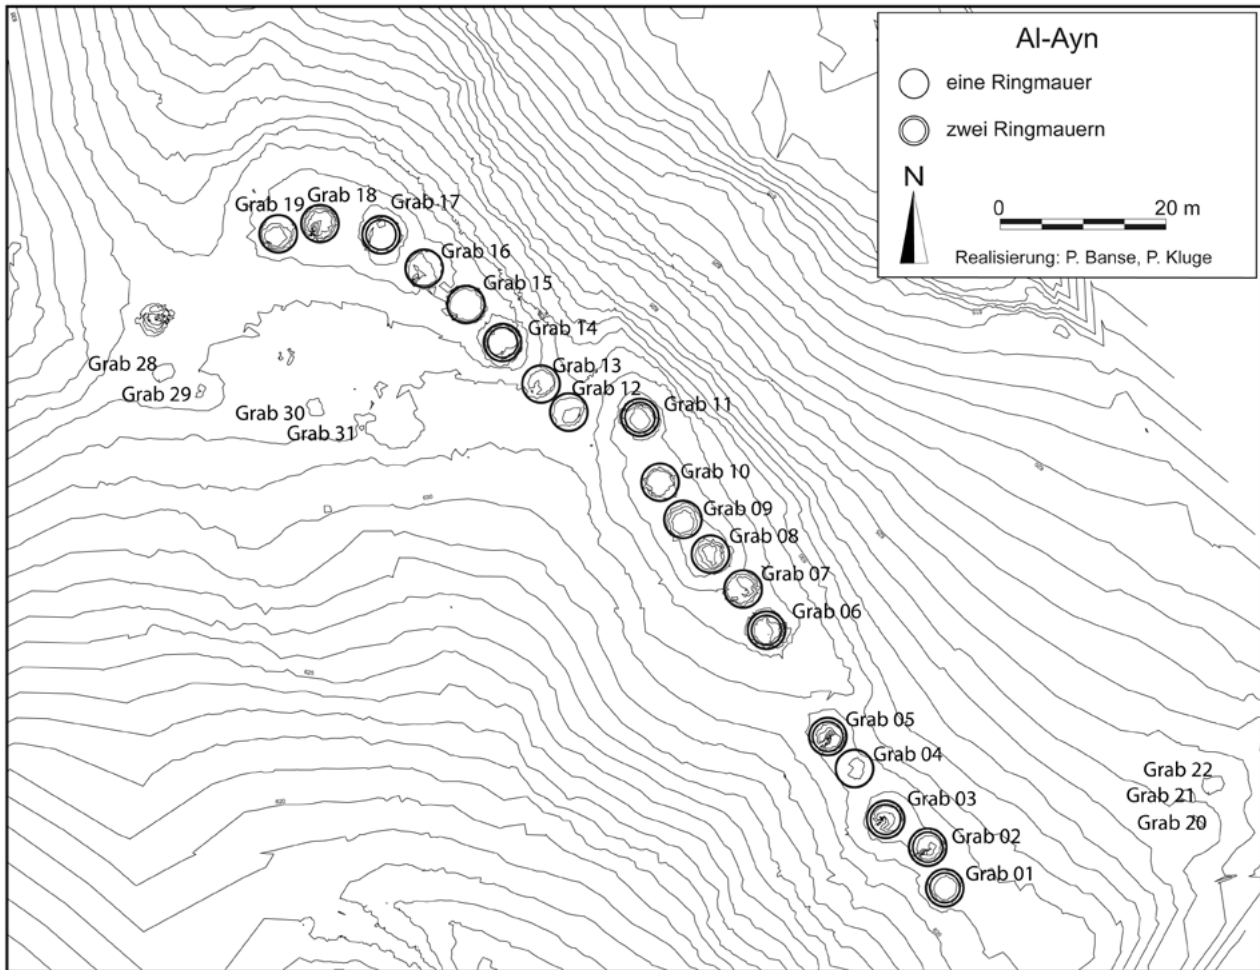 Al-Ayn
eine Ringmauer
zwei Ringmauern
N
0 20 m
Realisierung: P. Banse, P. Kluge
Grab 19
Grab 18
Grab 17
Grab 16
Grab 15
Grab 14
Grab 13
Grab 12
Grab 11
Grab 28
Grab 29
Grab 30
Grab 31
Grab 10
Grab 09
Grab 08
Grab 07
Grab 06
Grab 05
Grab 04
Grab 03
Grab 02
Grab 01
Grab 22
Grab 21
Grab 20